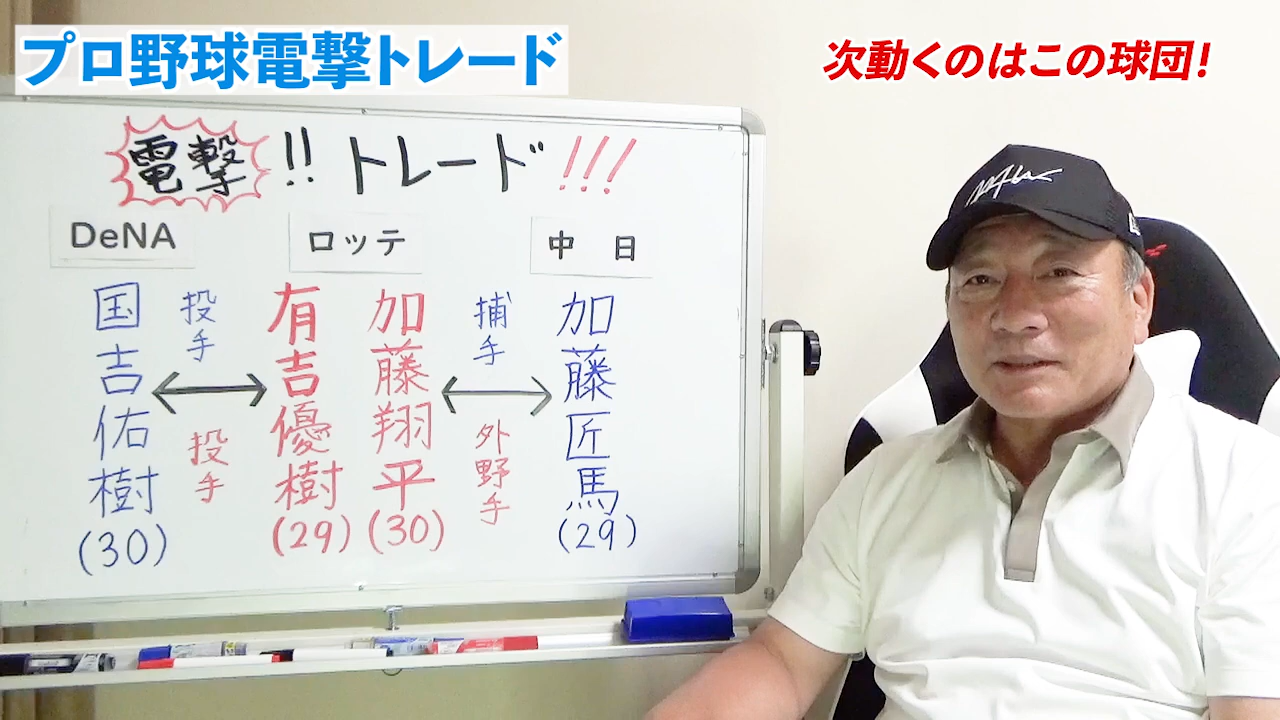 プロ野球電撃トレード
次動くのはこの球団!
電撃!!トレード!!!
DeNA
ロッテ
中日
国吉佑樹
(30)
投手
投手
有吉優樹
(29)
加藤翔平
(30)
捕手
外野手
加藤匠馬
(29)